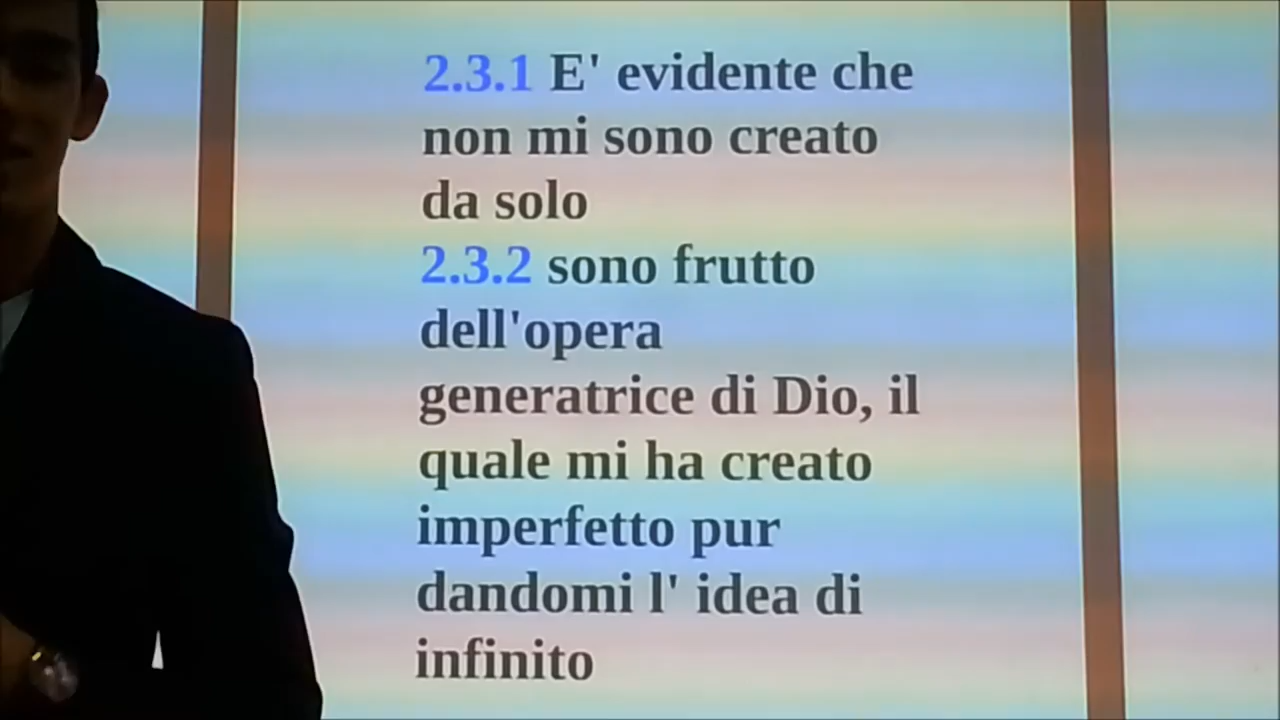 2.3.1 E' evidente che
non mi sono creato
da solo
2.3.2 sono frutto
dell'opera
generatrice di Dio, il
quale mi ha creato
imperfetto pur
dandomi l' idea di
infinito